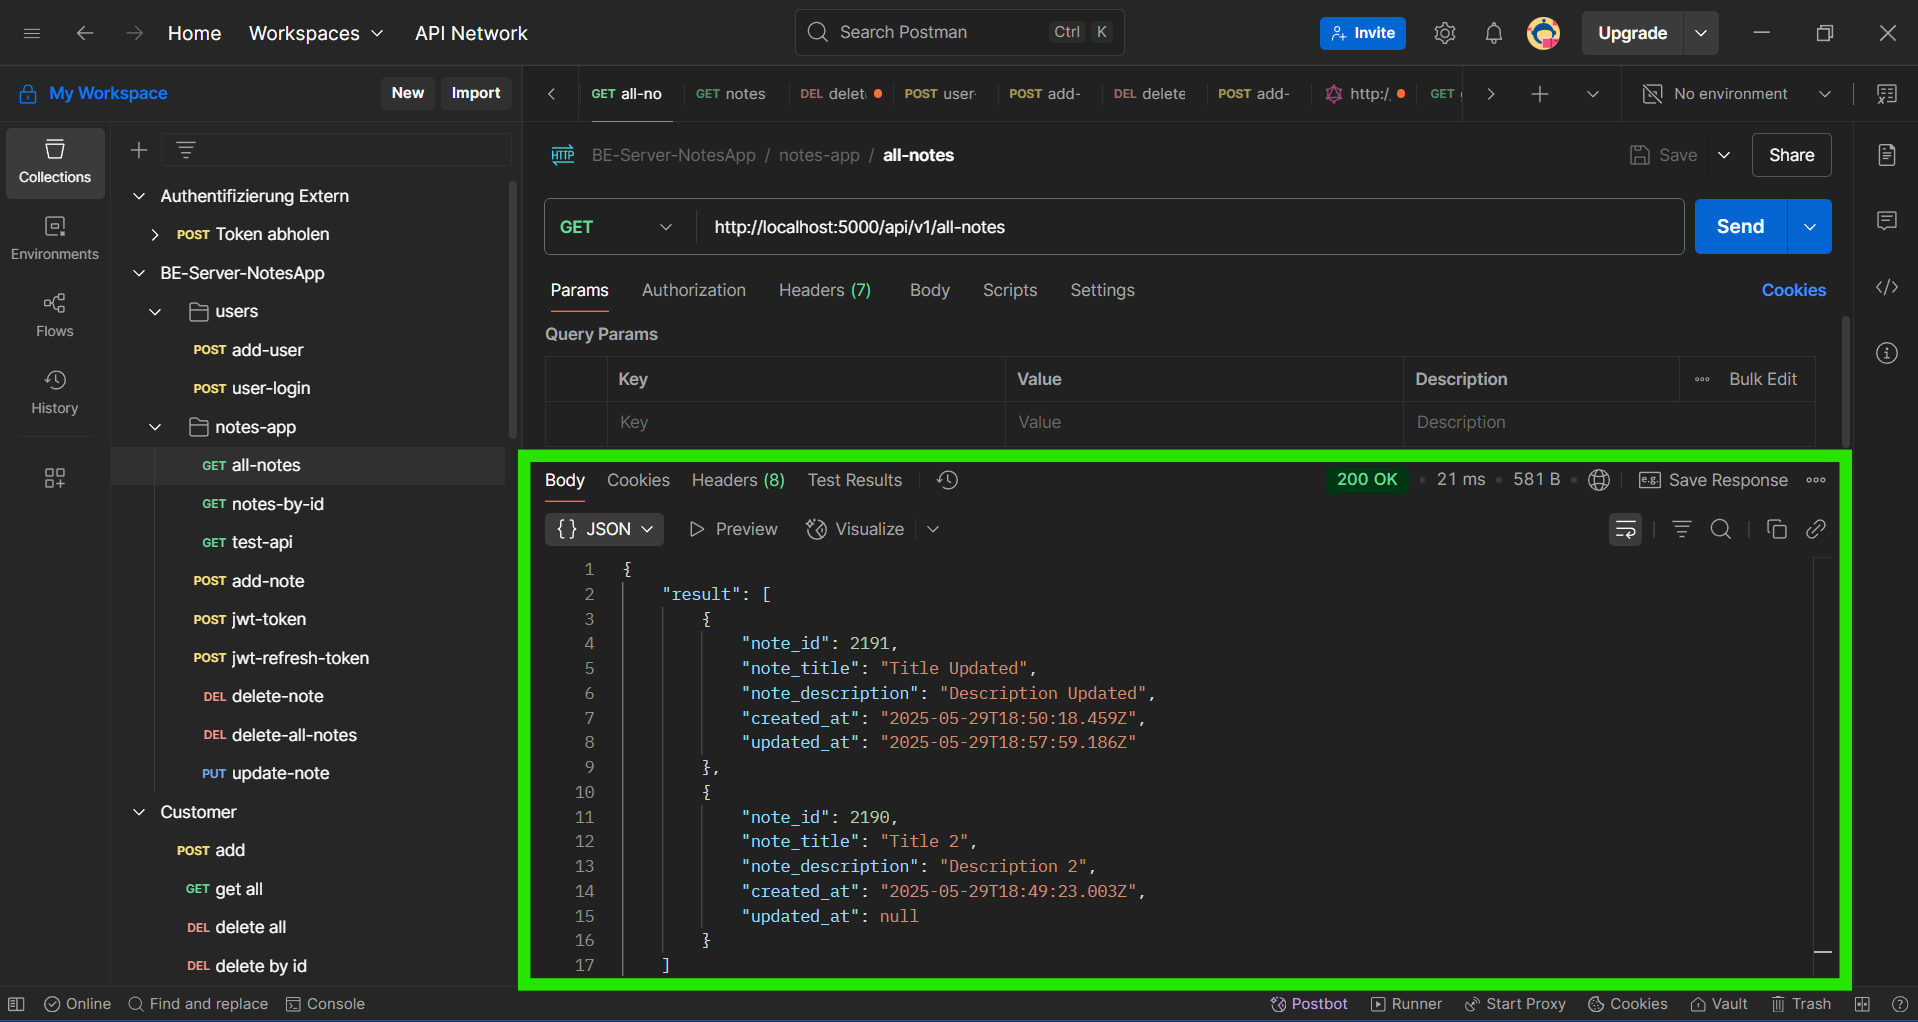 Home Workspaces API Network Search Postman Ctrl K Invite Upgrade
My Workspace New Import GET all-no GET notes DEL delet POST user- POST add- DEL delete POST add- http:/, GET No environment
Collections
Environments
Flows
History
Authentifizierung Extern
POST Token abholen
BE-Server-NotesApp
users
POST add-user
POST user-login
notes-app
GET all-notes
GET notes-by-id
GET test-api
POST add-note
POST jwt-token
POST jwt-refresh-token
DEL delete-note
DEL delete-all-notes
PUT update-note
Customer
POST add
GET get all
DEL delete all
DEL delete by id
HTTP BE-Server-NotesApp / notes-app / all-notes Save Share
GET http://localhost:5000/api/v1/all-notes Send
Params Authorization Headers (7) Body Scripts Settings Cookies
Query Params
Key Value Description Bulk Edit
Key Value Description
Body Cookies Headers (8) Test Results 200 OK 21 ms 581 B e.g. Save Response
{} JSON Preview Visualize
1 {
2 "result": [
3 {
4 "note_id": 2191,
5 "note_title": "Title Updated",
6 "note_description": "Description Updated",
7 "created_at": "2025-05-29T18:50:18.459Z",
8 "updated_at": "2025-05-29T18:57:59.186Z"
9 },
10 {
11 "note_id": 2190,
12 "note_title": "Title 2",
13 "note_description": "Description 2",
14 "created_at": "2025-05-29T18:49:23.003Z",
15 "updated_at": null
16 }
17 ]
Online Find and replace Console Postbot Runner Start Proxy Cookies Vault Trash